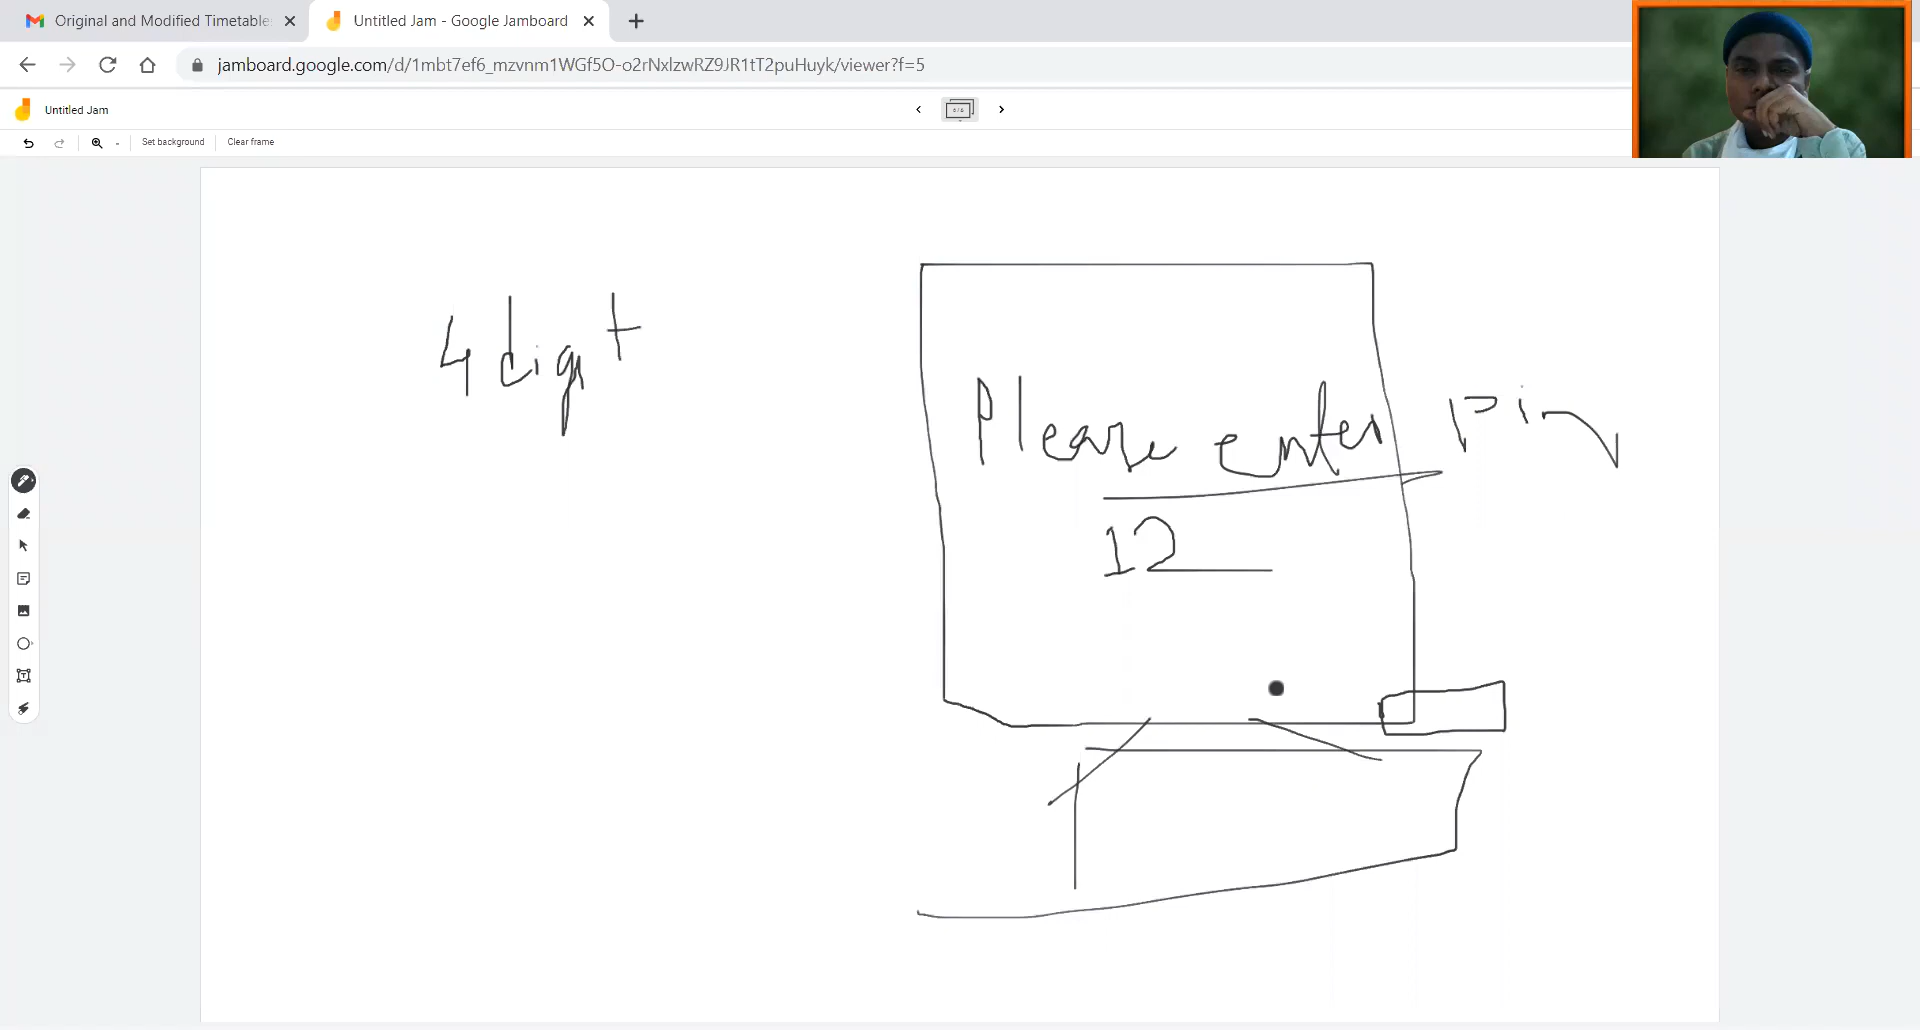 Original and Modified Timetable
Untitled Jam - Google Jamboard
jamboard.google.com/d/1mbt7ef6_mzvnm1WGf5O-o2rNxlzwRZ9JR1tT2puHuyk/viewer?f=5
Untitled Jam
Set background
Clear frame
4 digit
Please enter Pin
12